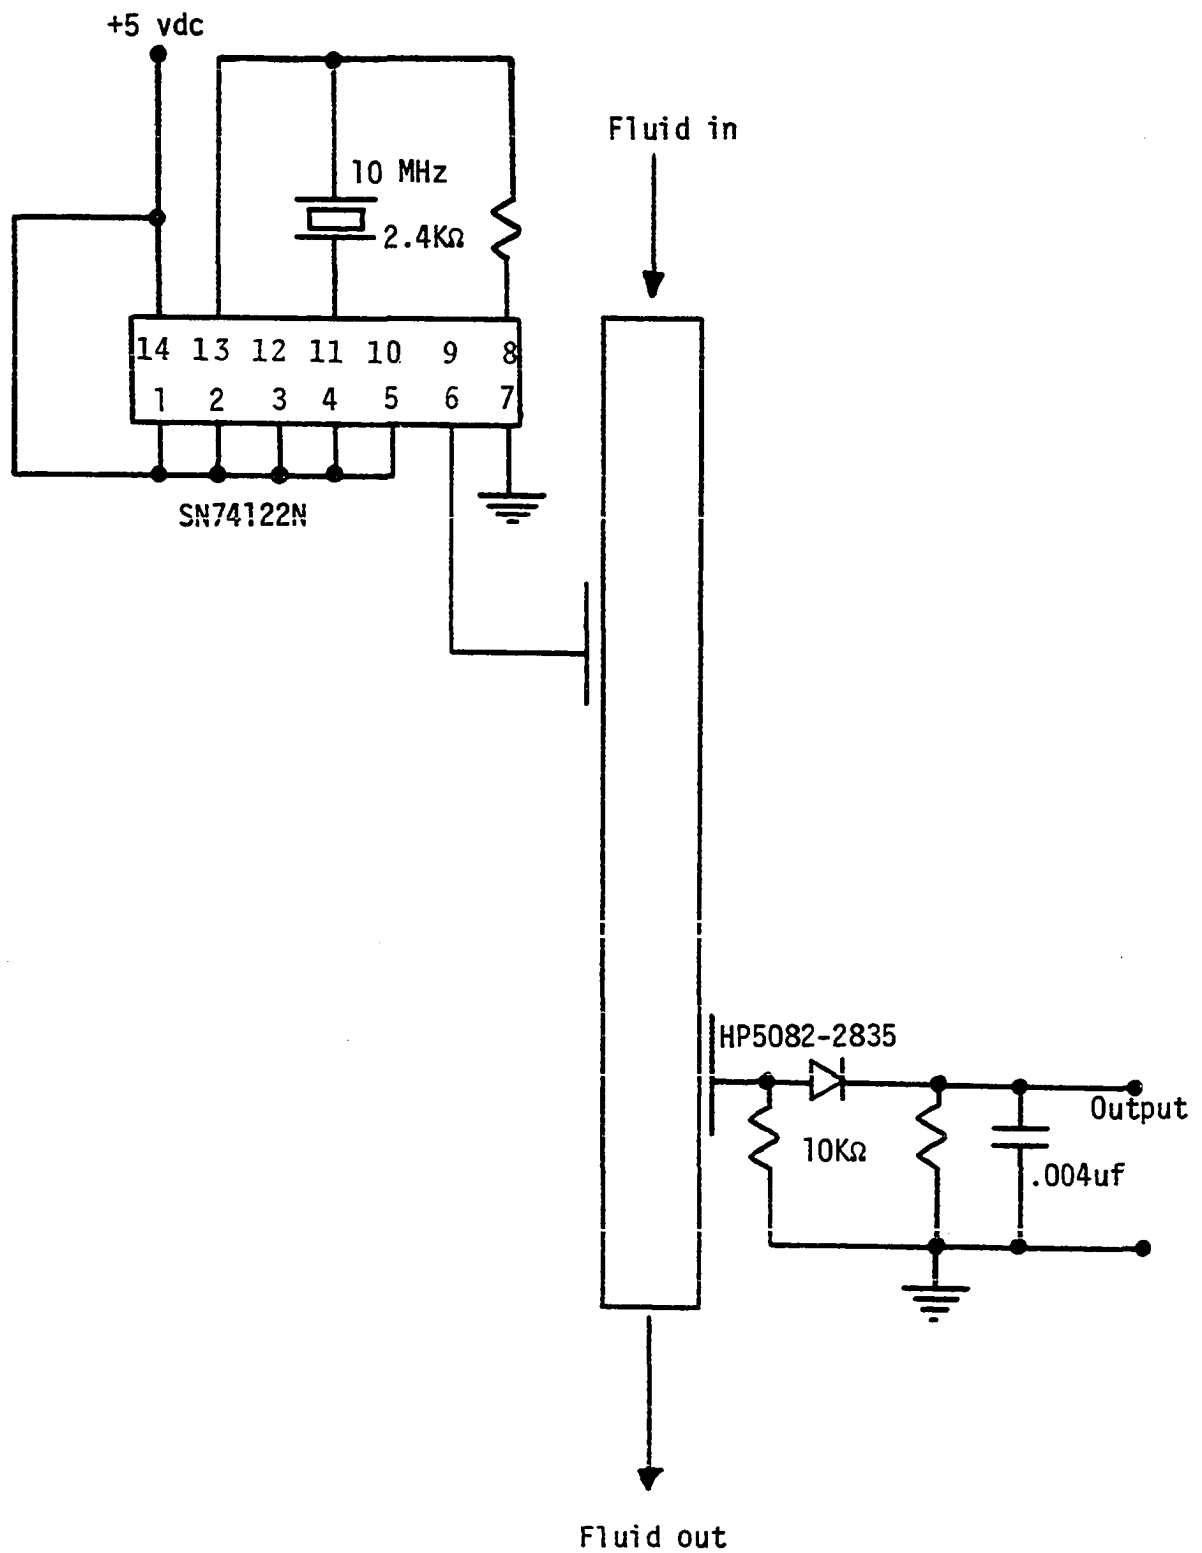 +5 vdc
Fluid in
10 MHz
2.4KΩ
14 13 12 11 10 9 8
1 2 3 4 5 6 7
SN74122N
HP5082-2835
Output
10KΩ
.004uf
Fluid out